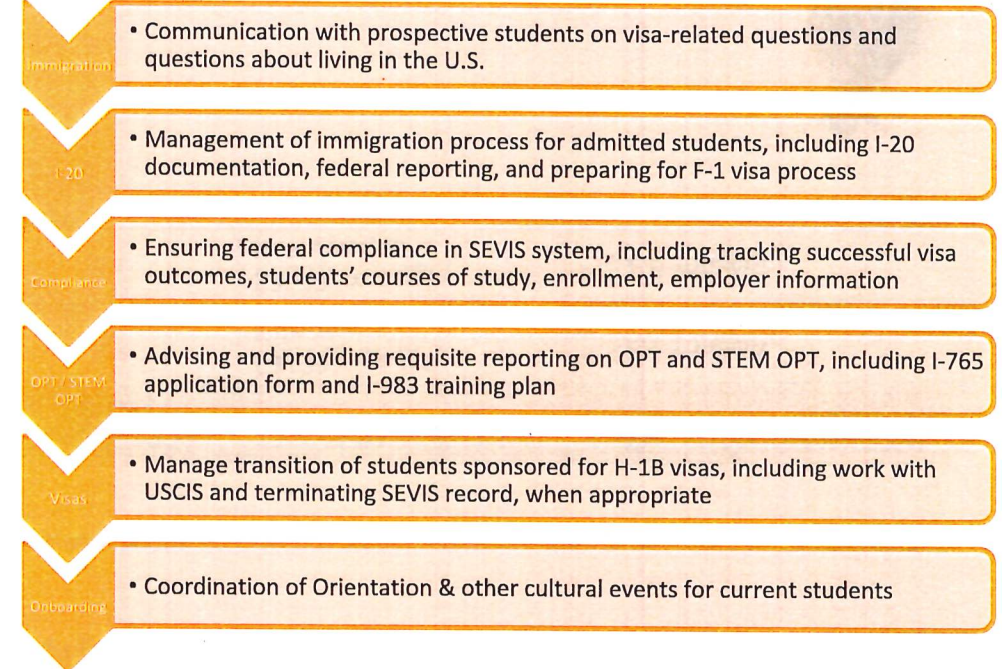 Immigration
• Communication with prospective students on visa-related questions and
questions about living in the U.S.
I-20
• Management of immigration process for admitted students, including I-20
documentation, federal reporting, and preparing for F-1 visa process
Compliance
• Ensuring federal compliance in SEVIS system, including tracking successful visa
outcomes, students' courses of study, enrollment, employer information
OPT / STEM
OPT
• Advising and providing requisite reporting on OPT and STEM OPT, including I-765
application form and I-983 training plan
Visas
• Manage transition of students sponsored for H-1B visas, including work with
USCIS and terminating SEVIS record, when appropriate
Onboarding
• Coordination of Orientation & other cultural events for current students